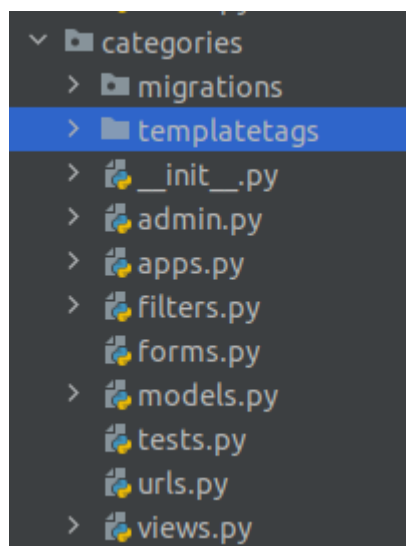 categories
migrations
templatetags
__init__.py
admin.py
apps.py
filters.py
forms.py
models.py
tests.py
urls.py
views.py